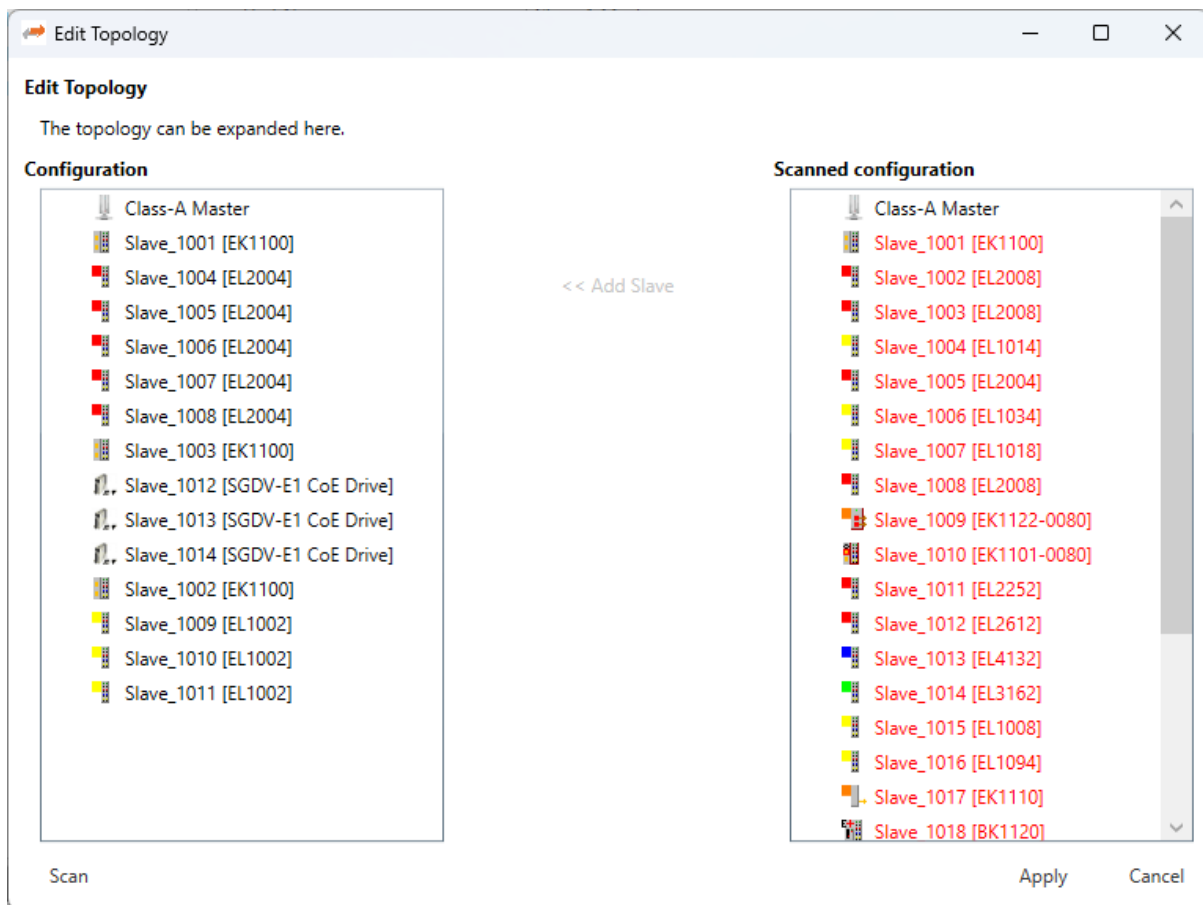 Edit Topology
Edit Topology
The topology can be expanded here.
Configuration
Class-A Master
Slave_1001 [EK1100]
Slave_1004 [EL2004]
Slave_1005 [EL2004]
Slave_1006 [EL2004]
Slave_1007 [EL2004]
Slave_1008 [EL2004]
Slave_1003 [EK1100]
Slave_1012 [SGDV-E1 CoE Drive]
Slave_1013 [SGDV-E1 CoE Drive]
Slave_1014 [SGDV-E1 CoE Drive]
Slave_1002 [EK1100]
Slave_1009 [EL1002]
Slave_1010 [EL1002]
Slave_1011 [EL1002]
<< Add Slave
Scanned configuration
Class-A Master
Slave_1001 [EK1100]
Slave_1002 [EL2008]
Slave_1003 [EL2008]
Slave_1004 [EL1014]
Slave_1005 [EL2004]
Slave_1006 [EL1034]
Slave_1007 [EL1018]
Slave_1008 [EL2008]
Slave_1009 [EK1122-0080]
Slave_1010 [EK1101-0080]
Slave_1011 [EL2252]
Slave_1012 [EL2612]
Slave_1013 [EL4132]
Slave_1014 [EL3162]
Slave_1015 [EL1008]
Slave_1016 [EL1094]
Slave_1017 [EK1110]
Slave_1018 [BK1120]
Scan
Apply
Cancel